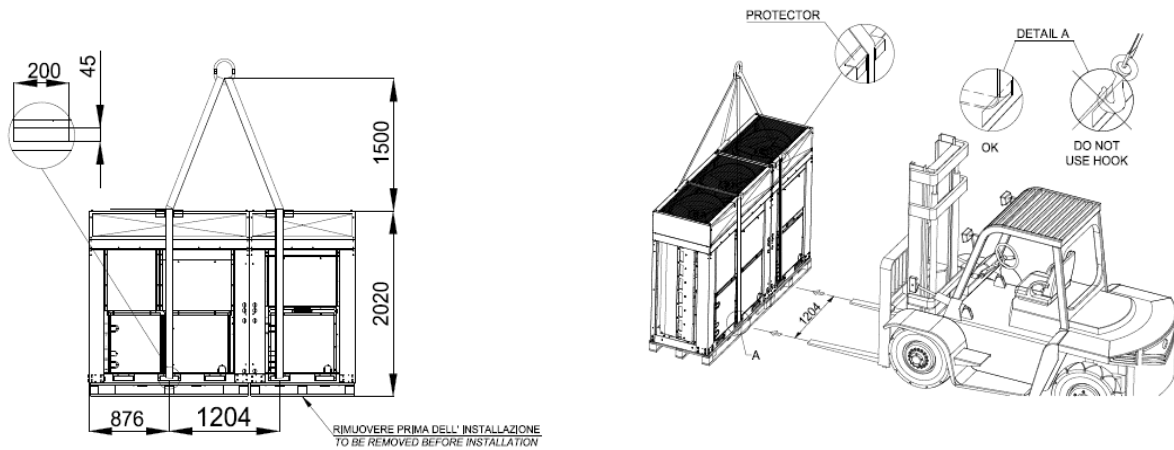 200
45
1500
2020
876
1204
RIMUOVERE PRIMA DELL' INSTALLAZIONE
TO BE REMOVED BEFORE INSTALLATION
PROTECTOR
DETAIL A
OK
DO NOT
USE HOOK
1204
A